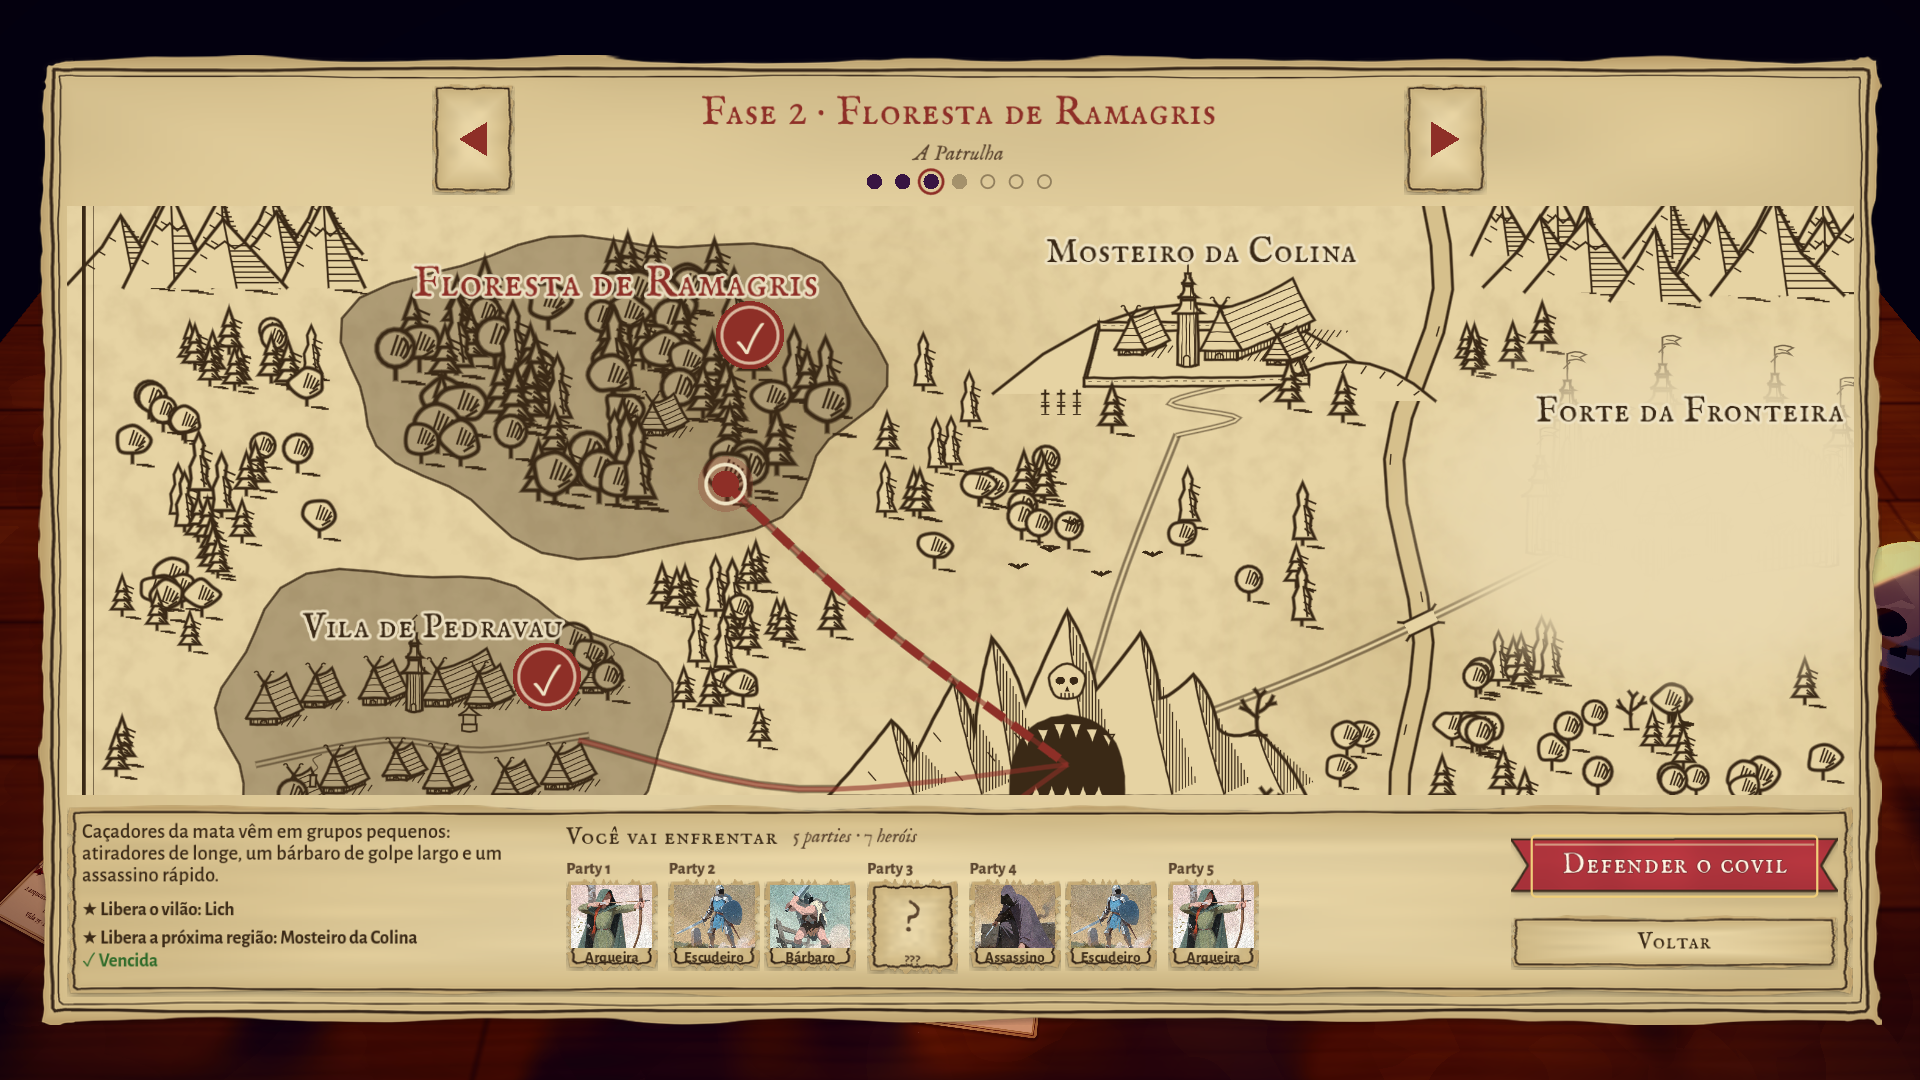 Fase 2 · Floresta de Ramagris
A Patrulha
Floresta de Ramagris
Mosteiro da Colina
Forte da Fronteira
Vila de Pedravau
Caçadores da mata vêm em grupos pequenos:
atiradores de longe, um bárbaro de golpe largo e um
assassino rápido.
★ Libera o vilão: Lich
★ Libera a próxima região: Mosteiro da Colina
✓ Vencida
Você vai enfrentar 5 parties · 7 heróis
Party 1 Party 2 Party 3 Party 4 Party 5
?
Arqueira Escudeiro Bárbaro ??? Assassino Escudeiro Arqueira
Defender o covil
Voltar